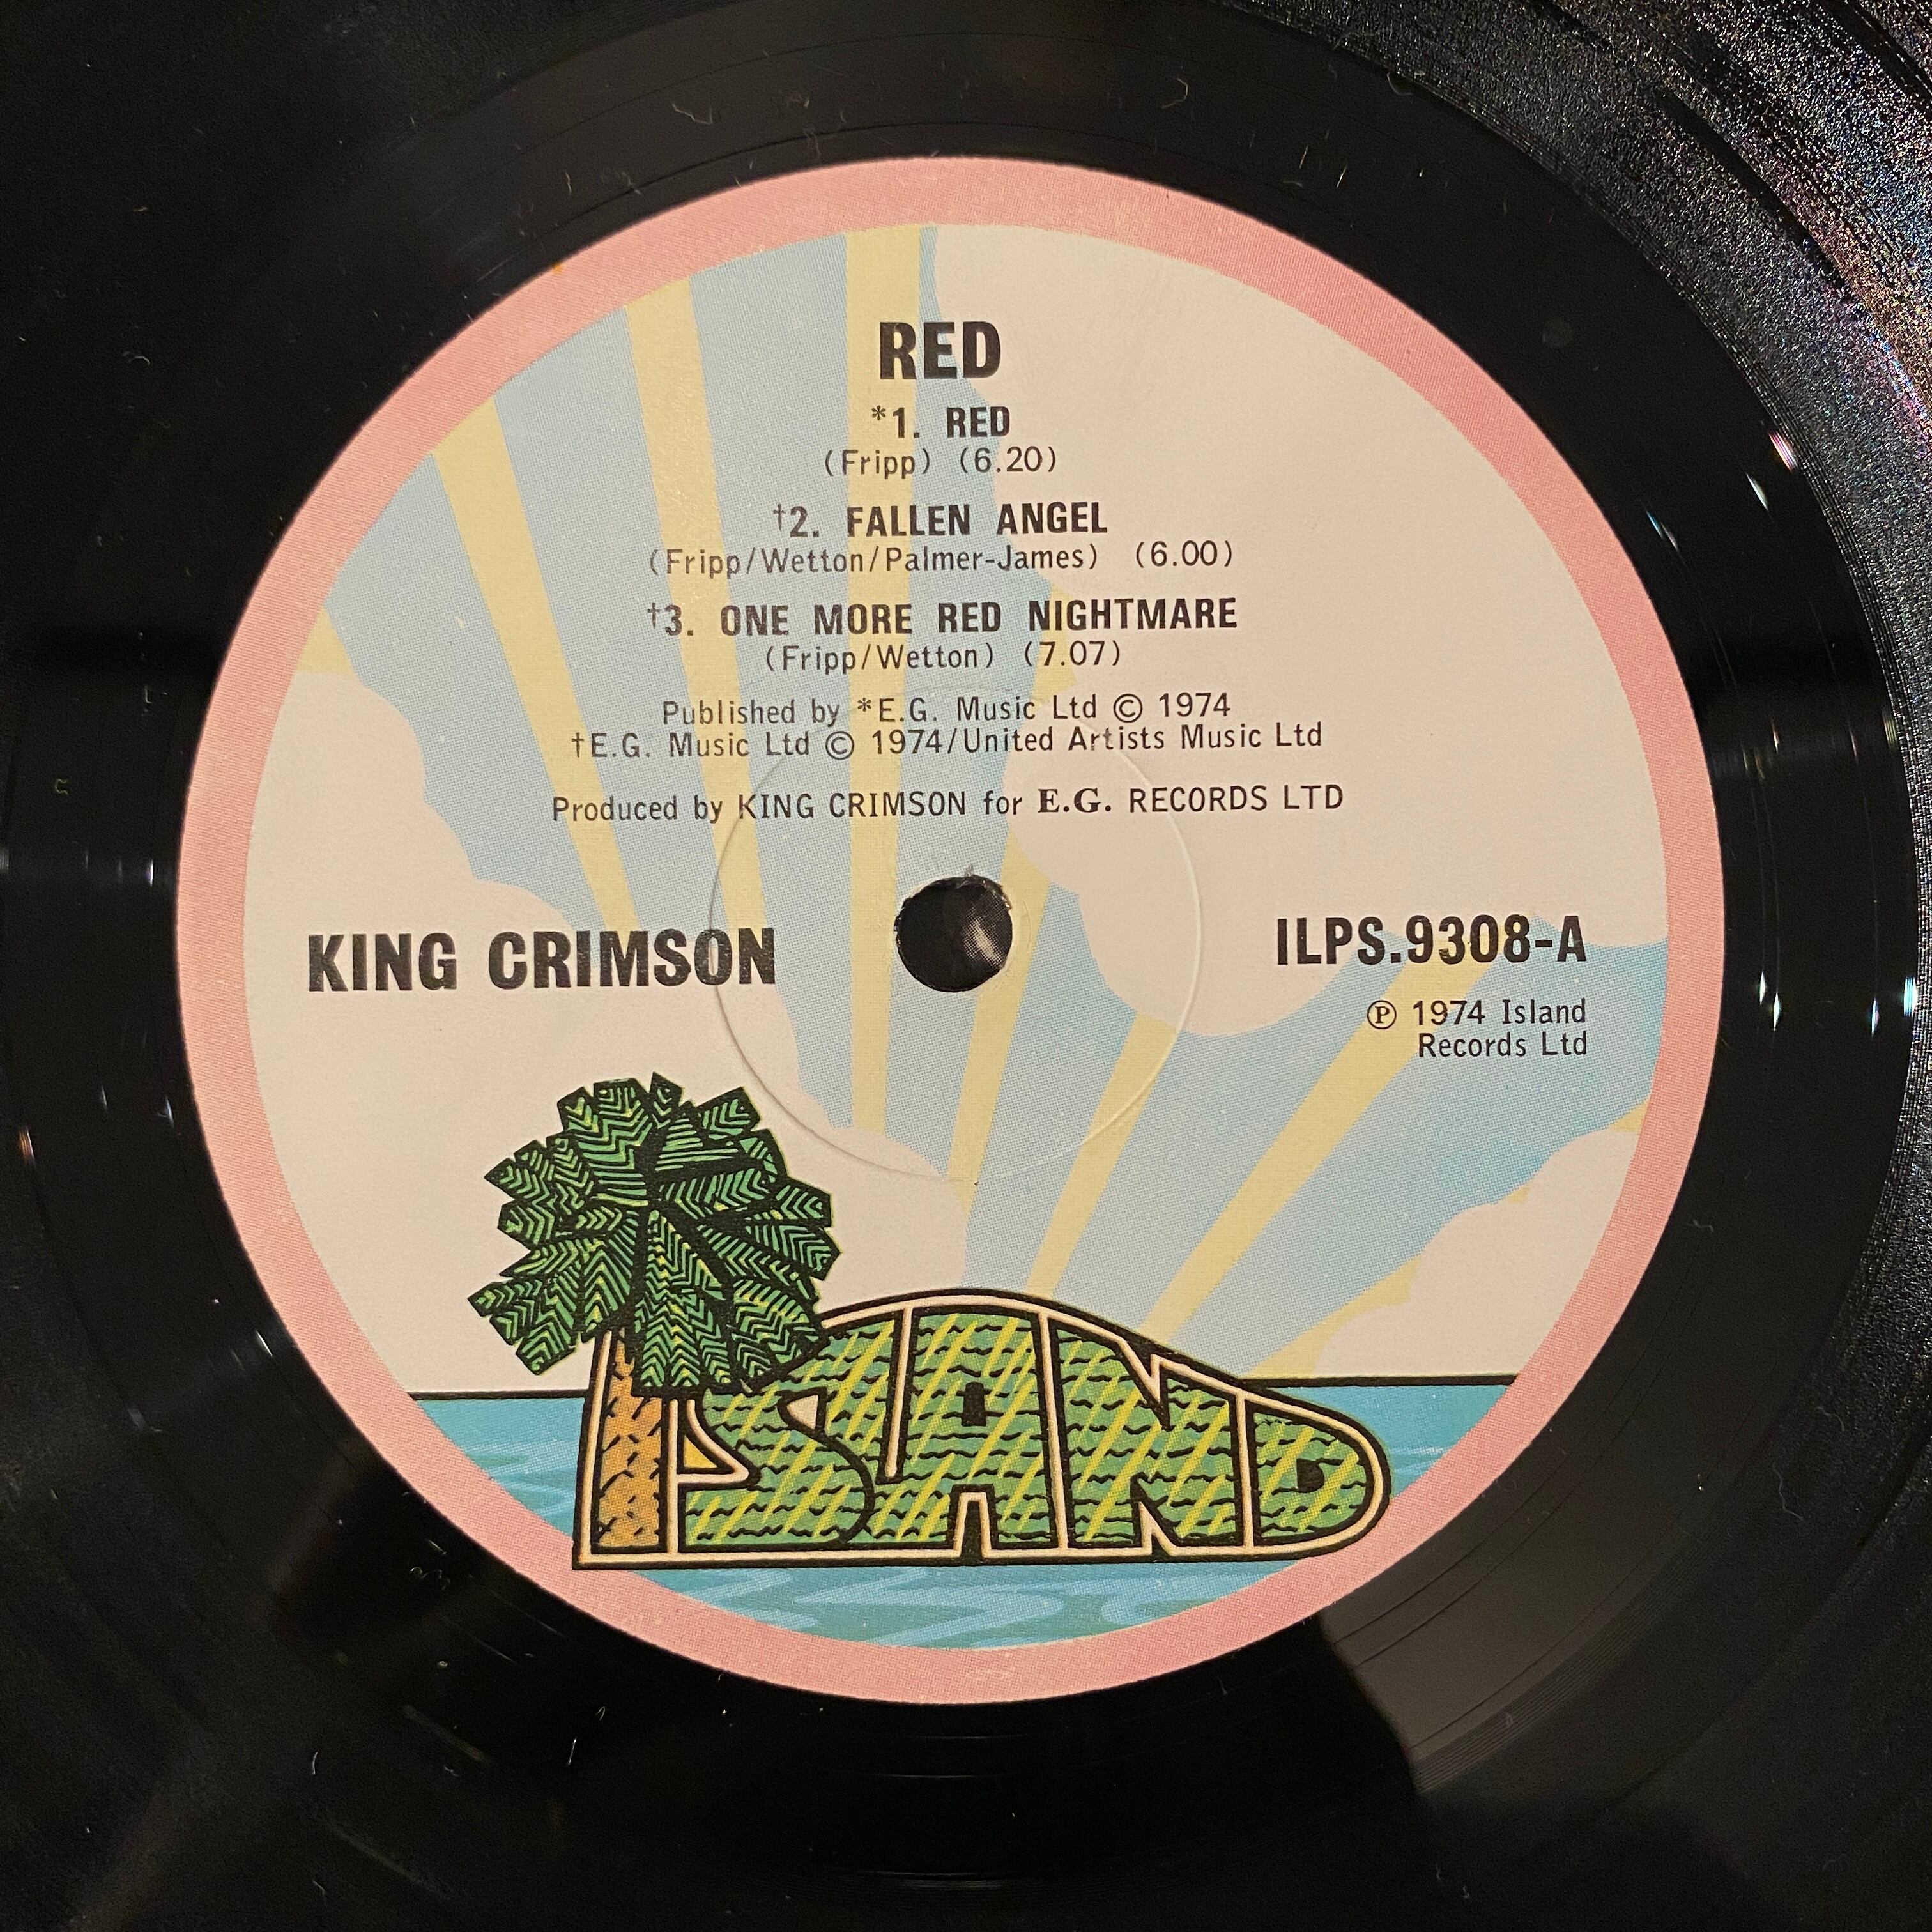 RED
*1. RED
(Fripp) (6.20)
†2. FALLEN ANGEL
(Fripp/Wetton/Palmer-James) (6.00)
†3. ONE MORE RED NIGHTMARE
(Fripp/Wetton) (7.07)
Published by *E.G. Music Ltd © 1974
†E.G. Music Ltd © 1974/United Artists Music Ltd
Produced by KING CRIMSON for E.G. RECORDS LTD
KING CRIMSON
ILPS.9308-A
℗ 1974 Island
Records Ltd
ISLAND